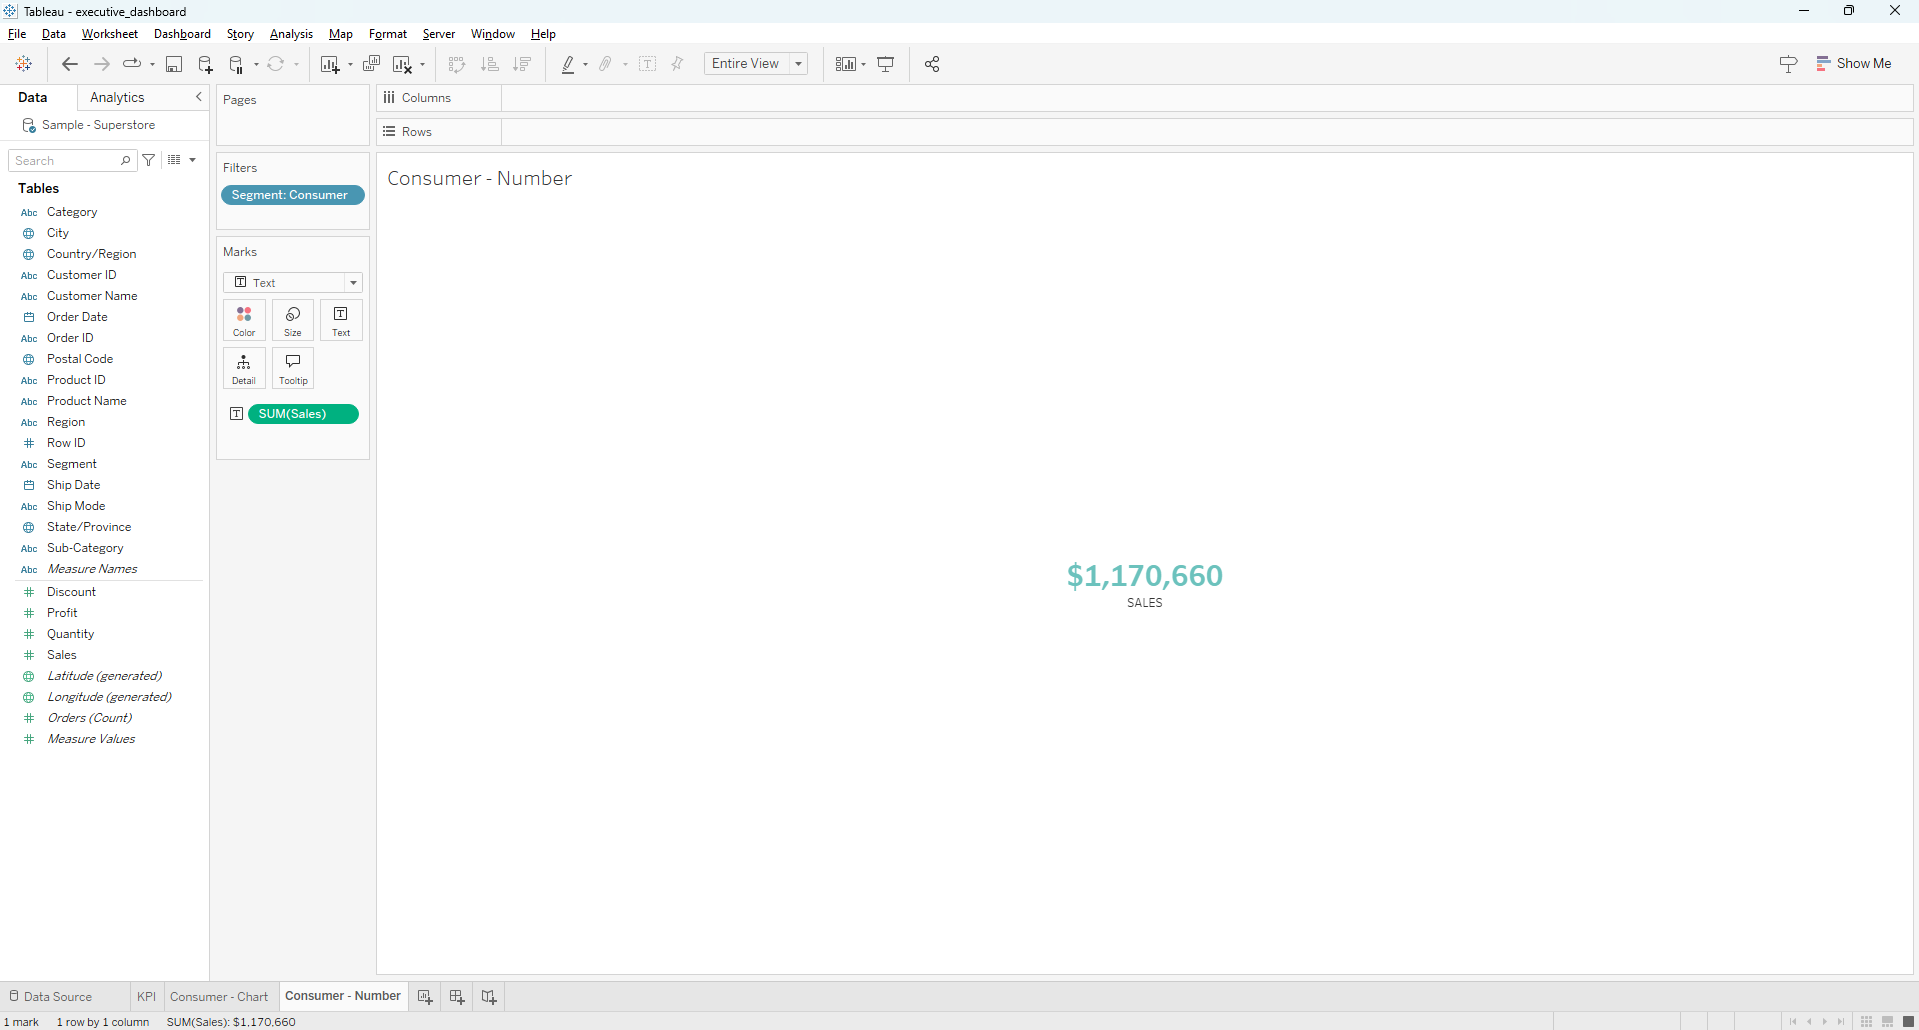 Tableau - executive_dashboard
File Data Worksheet Dashboard Story Analysis Map Format Server Window Help
Entire View
Show Me
Data Analytics
Sample - Superstore
Search
Tables
Abc Category
City
Country/Region
Abc Customer ID
Abc Customer Name
Order Date
Abc Order ID
Postal Code
Abc Product ID
Abc Product Name
Abc Region
# Row ID
Abc Segment
Ship Date
Abc Ship Mode
State/Province
Abc Sub-Category
Abc Measure Names
# Discount
# Profit
# Quantity
# Sales
Latitude (generated)
Longitude (generated)
# Orders (Count)
# Measure Values
Pages
Filters
Segment: Consumer
Marks
T Text
Color Size Text
Detail Tooltip
T SUM(Sales)
Columns
Rows
Consumer - Number
$1,170,660
SALES
Data Source KPI Consumer - Chart Consumer - Number
1 mark 1 row by 1 column SUM(Sales): $1,170,660